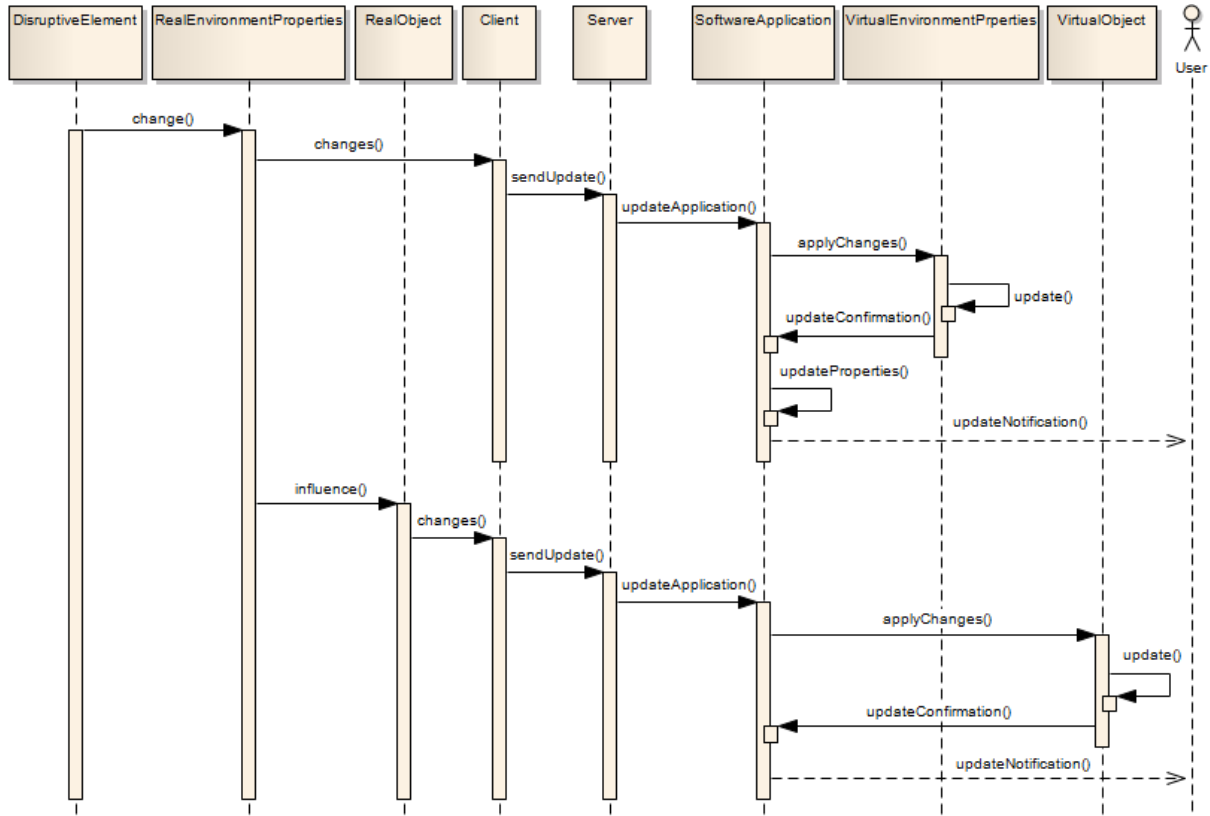 DisruptiveElement
RealEnvironmentProperties
RealObject
Client
Server
SoftwareApplication
VirtualEnvironmentPrperties
VirtualObject
User
change()
changes()
sendUpdate()
updateApplication()
applyChanges()
update()
updateConfirmation()
updateProperties()
updateNotification()
influence()
changes()
sendUpdate()
updateApplication()
applyChanges()
update()
updateConfirmation()
updateNotification()